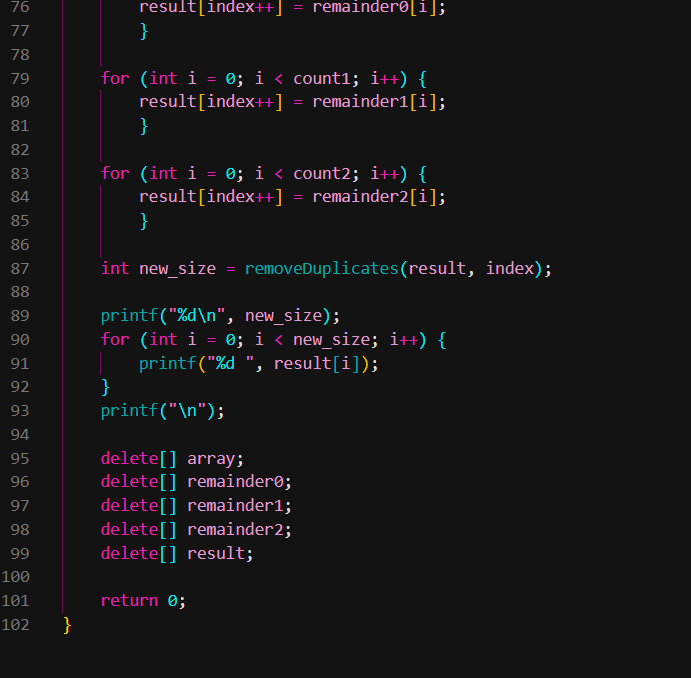 76 result[index++] = remainder0[i];
77 }
78
79 for (int i = 0; i < count1; i++) {
80 result[index++] = remainder1[i];
81 }
82
83 for (int i = 0; i < count2; i++) {
84 result[index++] = remainder2[i];
85 }
86
87 int new_size = removeDuplicates(result, index);
88
89 printf("%d\n", new_size);
90 for (int i = 0; i < new_size; i++) {
91 printf("%d ", result[i]);
92 }
93 printf("\n");
94
95 delete[] array;
96 delete[] remainder0;
97 delete[] remainder1;
98 delete[] remainder2;
99 delete[] result;
100
101 return 0;
102 }